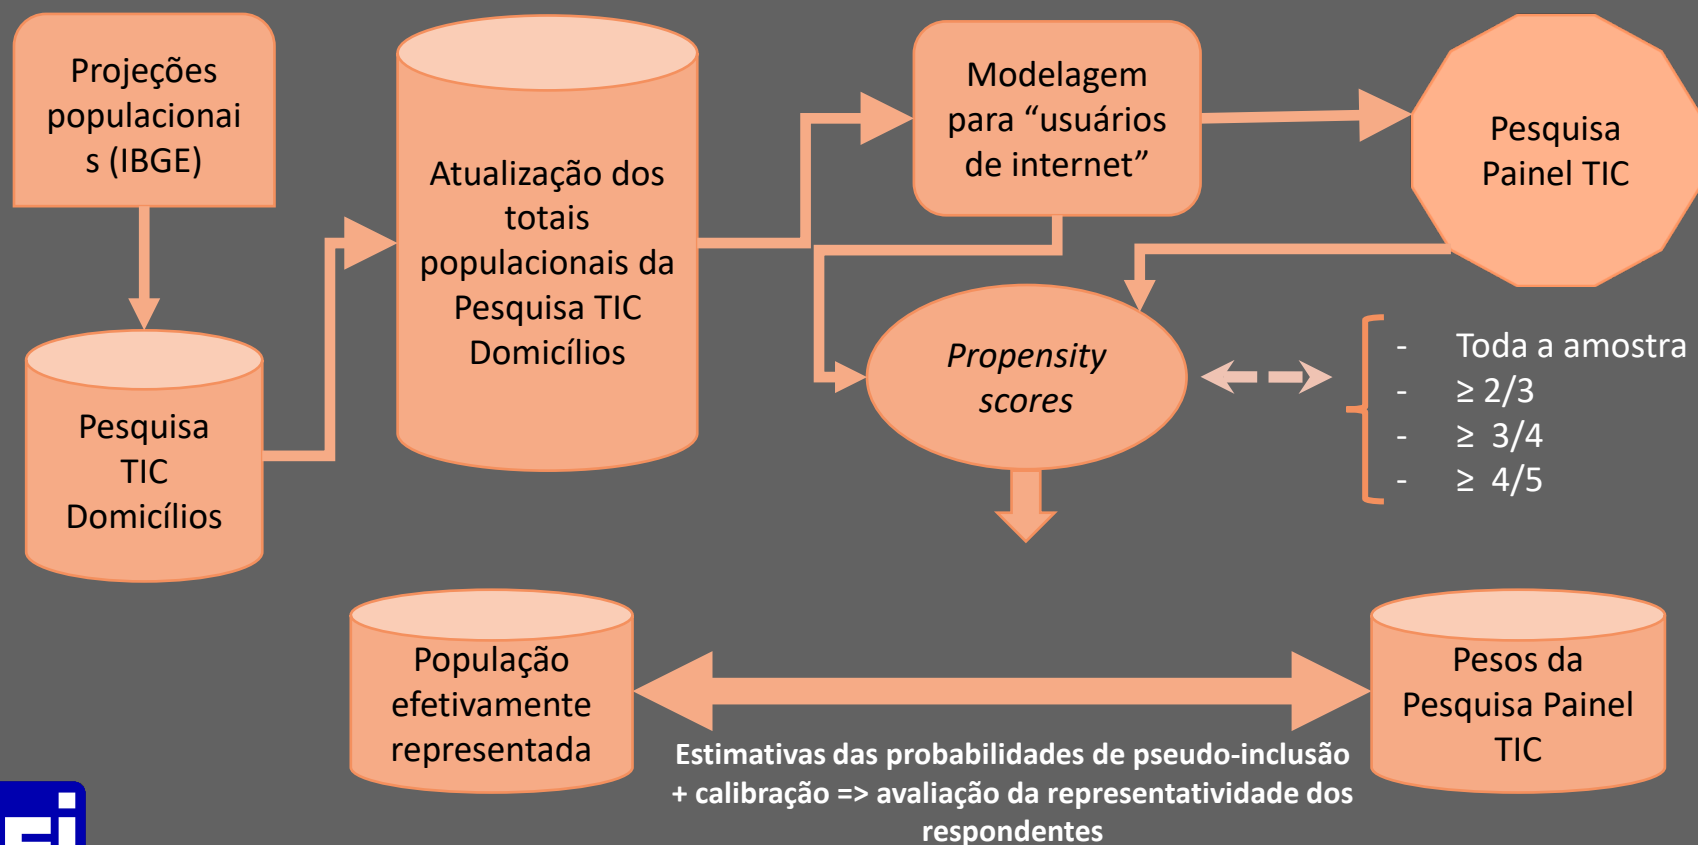 Projeções
populacionai
s (IBGE)
Pesquisa
TIC
Domicílios
Atualização dos
totais
populacionais da
Pesquisa TIC
Domicílios
Modelagem
para “usuários
de internet”
Pesquisa
Painel TIC
Propensity
scores
- Toda a amostra
- ≥ 2/3
- ≥ 3/4
- ≥ 4/5
População
efetivamente
representada
Estimativas das probabilidades de pseudo-inclusão
+ calibração => avaliação da representatividade dos
respondentes
Pesos da
Pesquisa Painel
TIC